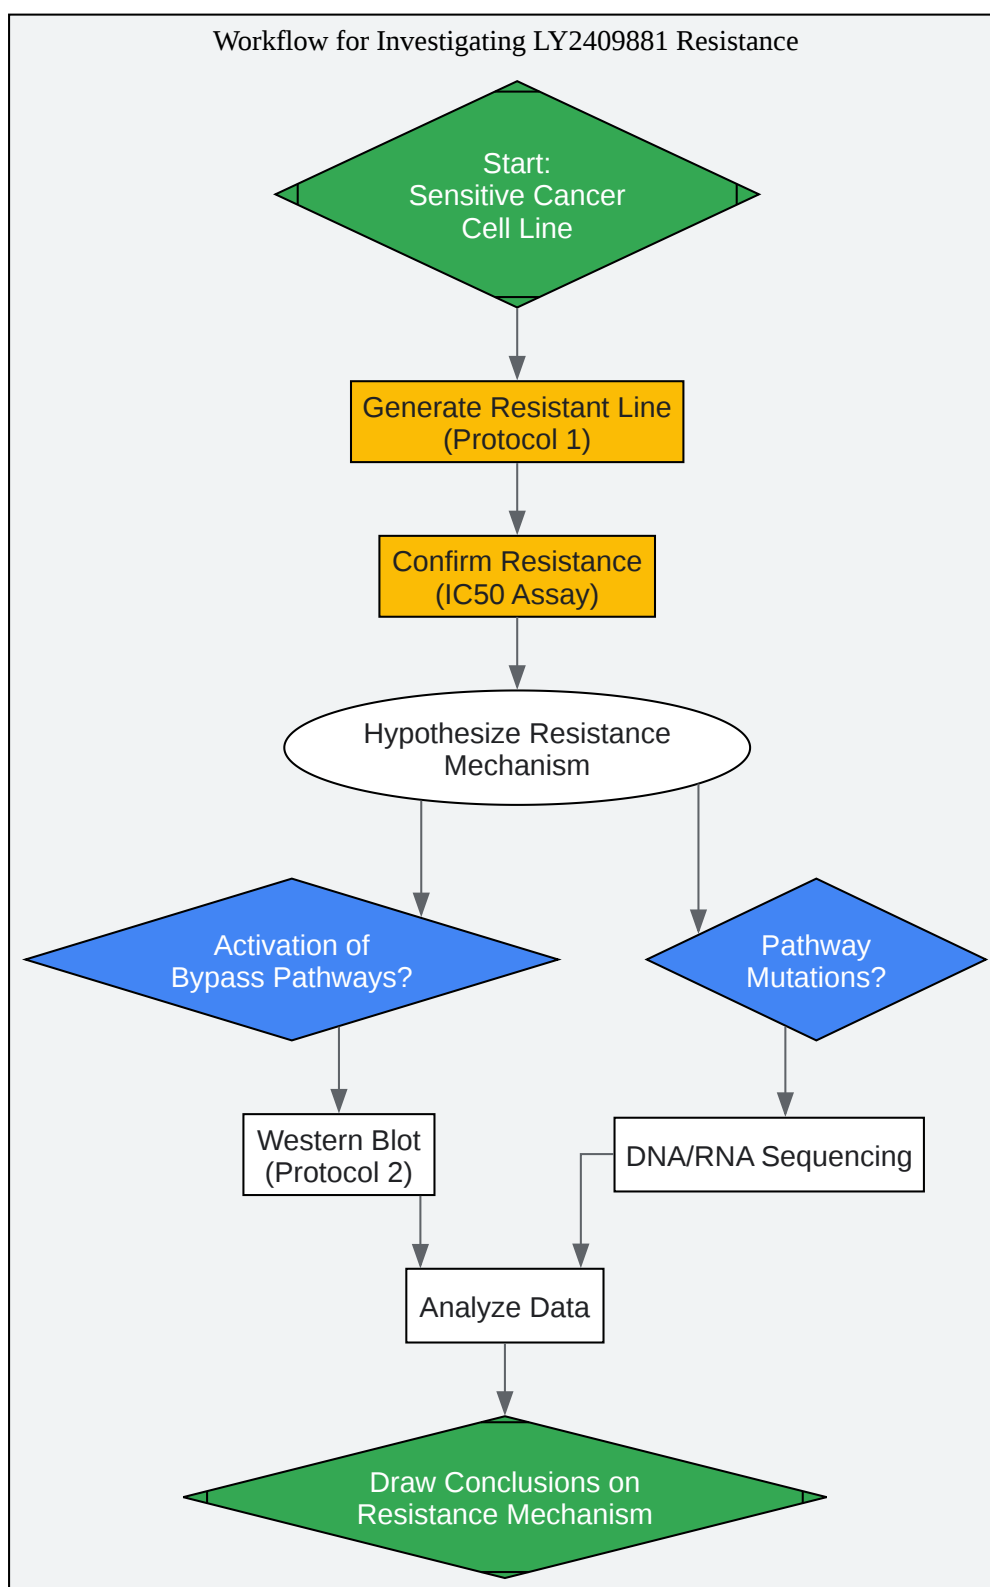 Workflow for Investigating LY2409881 Resistance
Start:
Sensitive Cancer
Cell Line
Generate Resistant Line
(Protocol 1)
Confirm Resistance
(IC50 Assay)
Hypothesize Resistance
Mechanism
Activation of
Bypass Pathways?
Pathway
Mutations?
Western Blot
(Protocol 2)
DNA/RNA Sequencing
Analyze Data
Draw Conclusions on
Resistance Mechanism